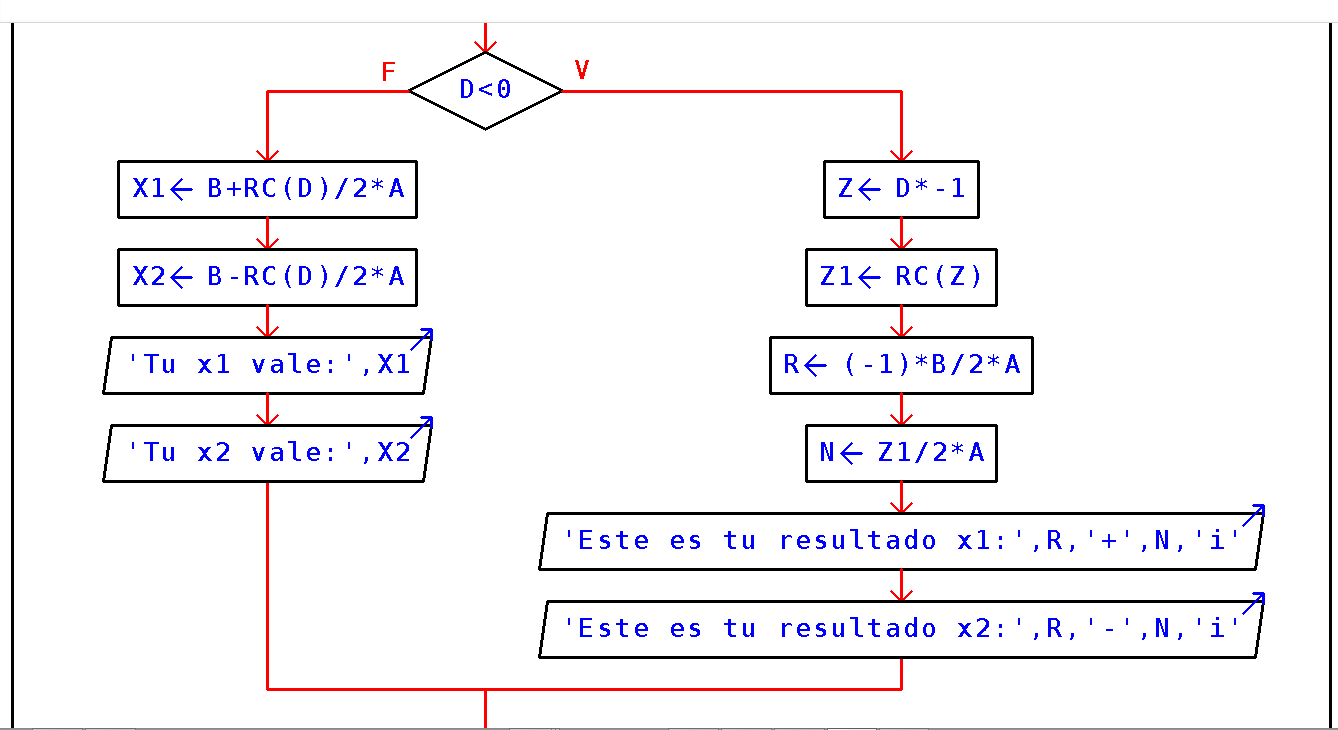 F
V
D<0
X1← B+RC(D)/2*A
X2← B-RC(D)/2*A
'Tu x1 vale:',X1
'Tu x2 vale:',X2
Z← D*-1
Z1← RC(Z)
R← (-1)*B/2*A
N← Z1/2*A
'Este es tu resultado x1:',R,'+',N,'i'
'Este es tu resultado x2:',R,'-',N,'i'